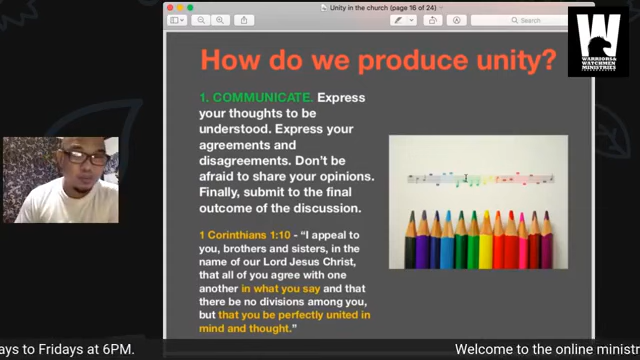 Unity in the church (page 16 of 24)
Search
WARRIORS &
WATCHMEN
MINISTRIES
How do we produce unity?
1. COMMUNICATE. Express
your thoughts to be
understood. Express your
agreements and
disagreements. Don't be
afraid to share your opinions.
Finally, submit to the final
outcome of the discussion.
1 Corinthians 1:10 - "I appeal to
you, brothers and sisters, in the
name of our Lord Jesus Christ,
that all of you agree with one
another in what you say and that
there be no divisions among you,
but that you be perfectly united in
mind and thought."
ays to Fridays at 6PM.
Welcome to the online ministr